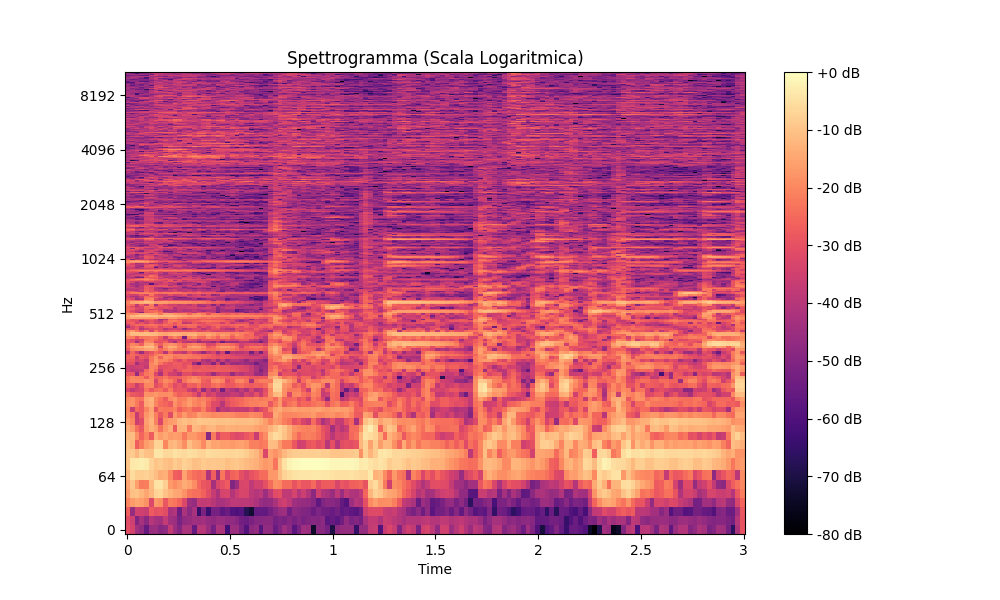 Spettrogramma (Scala Logaritmica)
Hz
8192
4096
2048
1024
512
256
128
64
0
0 0.5 1 1.5 2 2.5 3
Time
+0 dB
-10 dB
-20 dB
-30 dB
-40 dB
-50 dB
-60 dB
-70 dB
-80 dB